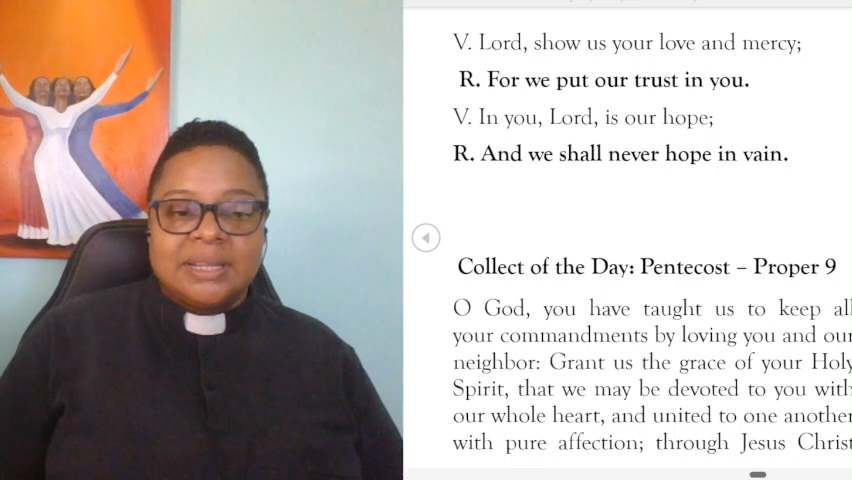 V. Lord, show us your love and mercy;
R. For we put our trust in you.
V. In you, Lord, is our hope;
R. And we shall never hope in vain.
Collect of the Day: Pentecost – Proper 9
O God, you have taught us to keep all
your commandments by loving you and our
neighbor: Grant us the grace of your Holy
Spirit, that we may be devoted to you with
our whole heart, and united to one another
with pure affection; through Jesus Christ